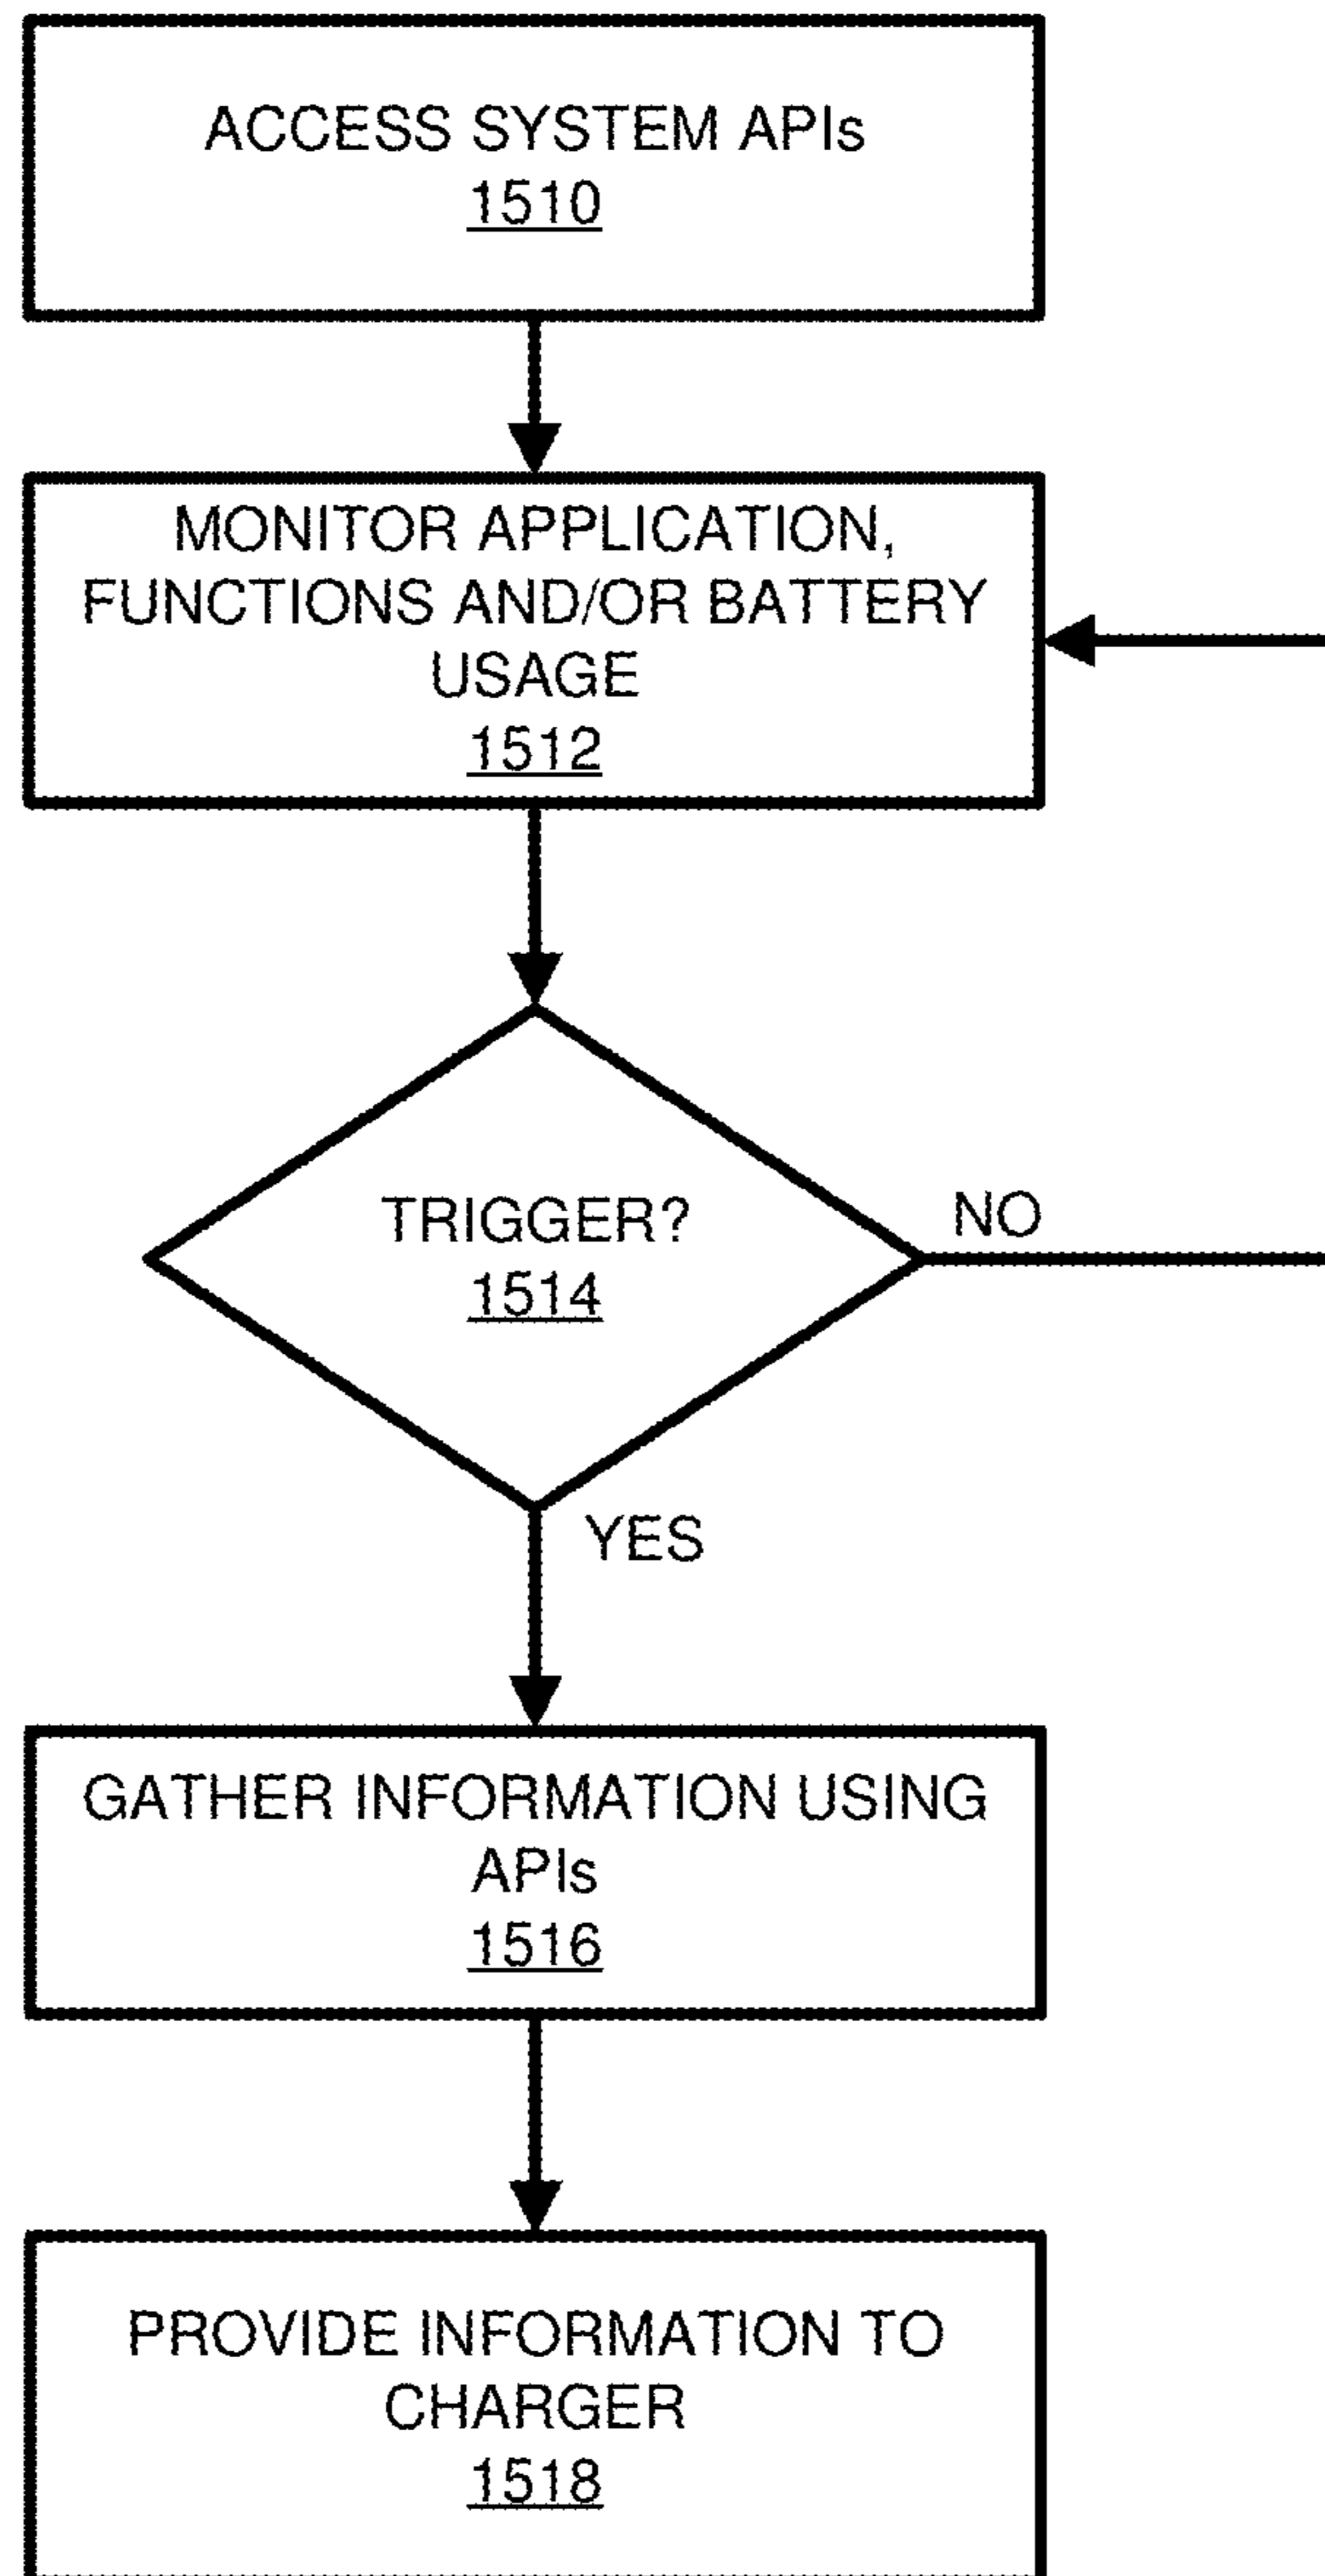 ACCESS SYSTEM APIs
1510
MONITOR APPLICATION,
FUNCTIONS AND/OR BATTERY
USAGE
1512
TRIGGER?
1514
NO
YES
GATHER INFORMATION USING
APIs
1516
PROVIDE INFORMATION TO
CHARGER
1518